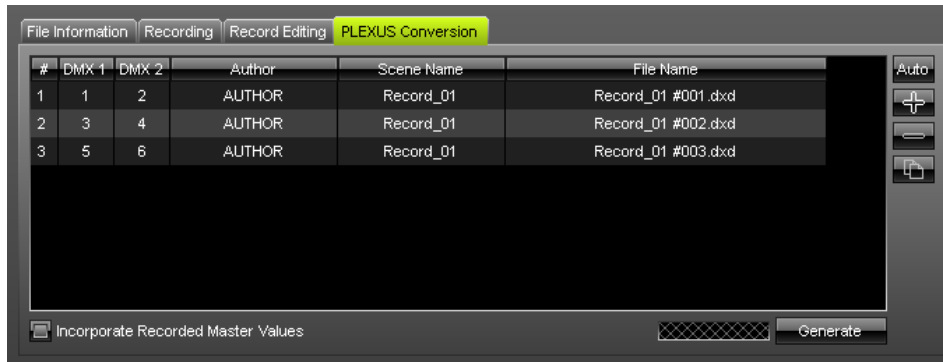 File Information Recording Record Editing PLEXUS Conversion
# DMX 1 DMX 2 Author Scene Name File Name Auto
1 1 2 AUTHOR Record_01 Record_01 #001.dxd
2 3 4 AUTHOR Record_01 Record_01 #002.dxd
3 5 6 AUTHOR Record_01 Record_01 #003.dxd
Incorporate Recorded Master Values Generate